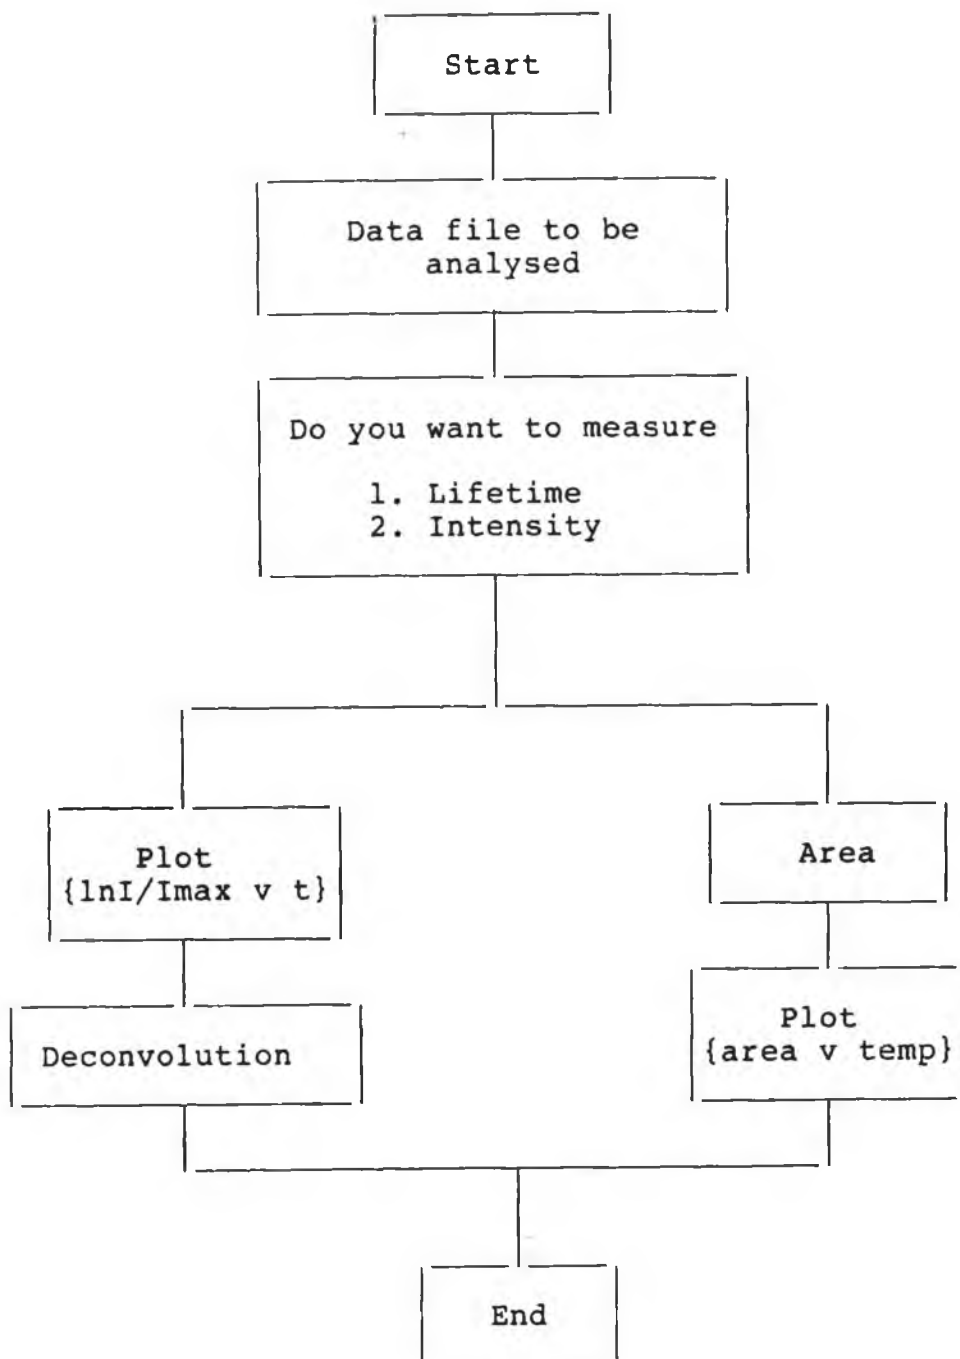 Start
Data file to be
analysed
Do you want to measure
1. Lifetime
2. Intensity
Plot
{lnI/Imax v t}
Deconvolution
Area
Plot
{area v temp}
End